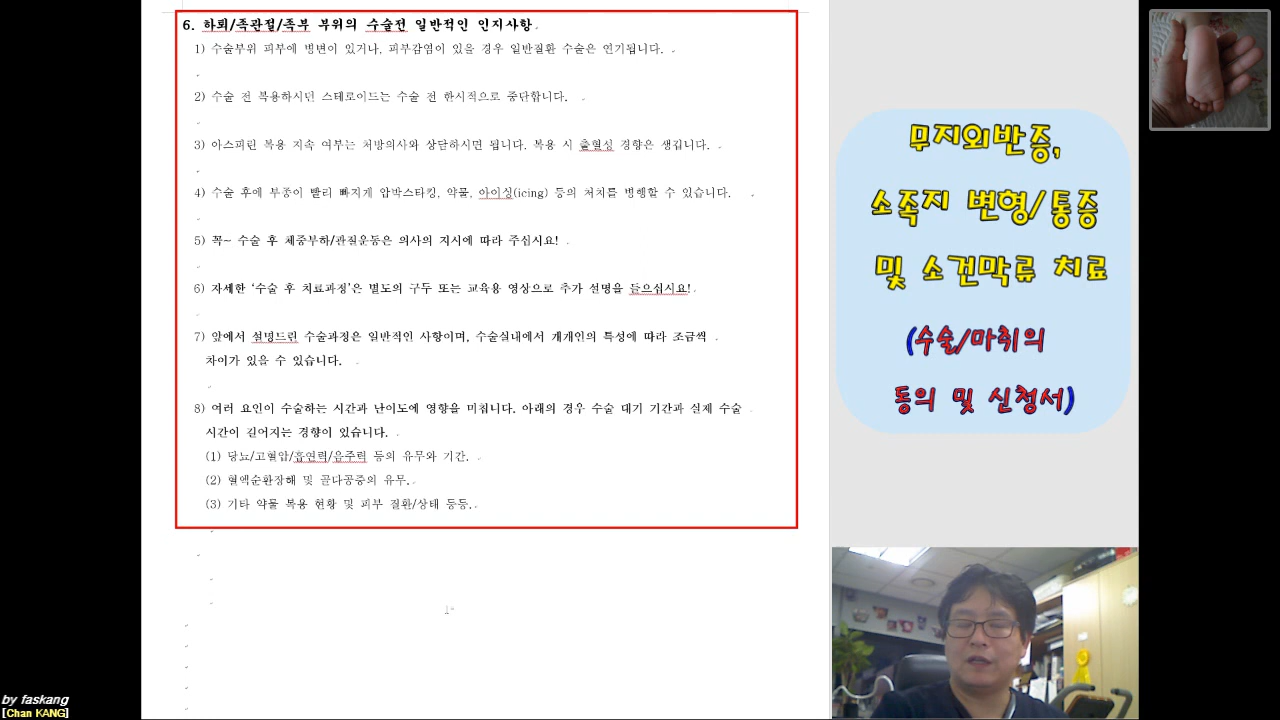 6. 하퇴/족관절/족부 부위의 수술전 일반적인 인지사항
1) 수술부위 피부에 병변이 있거나, 피부감염이 있을 경우 일반질환 수술은 연기됩니다.
2) 수술 전 복용하시던 스테로이드는 수술 전 한시적으로 중단합니다.
3) 아스피린 복용 지속 여부는 처방의사와 상담하시면 됩니다. 복용 시 출혈성 경향은 생깁니다.
4) 수술 후에 부종이 빨리 빠지게 압박스타킹, 약물, 아이싱(icing) 등의 처치를 병행할 수 있습니다.
5) 꼭~ 수술 후 체중부하/관절운동은 의사의 지시에 따라 주십시요!
6) 자세한 '수술 후 치료과정'은 별도의 구두 또는 교육용 영상으로 추가 설명을 들으십시요!
7) 앞에서 설명드린 수술과정은 일반적인 사항이며, 수술실내에서 개개인의 특성에 따라 조금씩
차이가 있을 수 있습니다.
8) 여러 요인이 수술하는 시간과 난이도에 영향을 미칩니다. 아래의 경우 수술 대기 기간과 실제 수술
시간이 길어지는 경향이 있습니다.
(1) 당뇨/고혈압/흡연력/음주력 등의 유무와 기간.
(2) 혈액순환장해 및 골다공증의 유무.
(3) 기타 약물 복용 현황 및 피부 질환/상태 등등.
무지외반증,
소족지 변형/통증
및 소건막류 치료
(수술/마취의
동의 및 신청서)
by faskang
[Chan KANG]